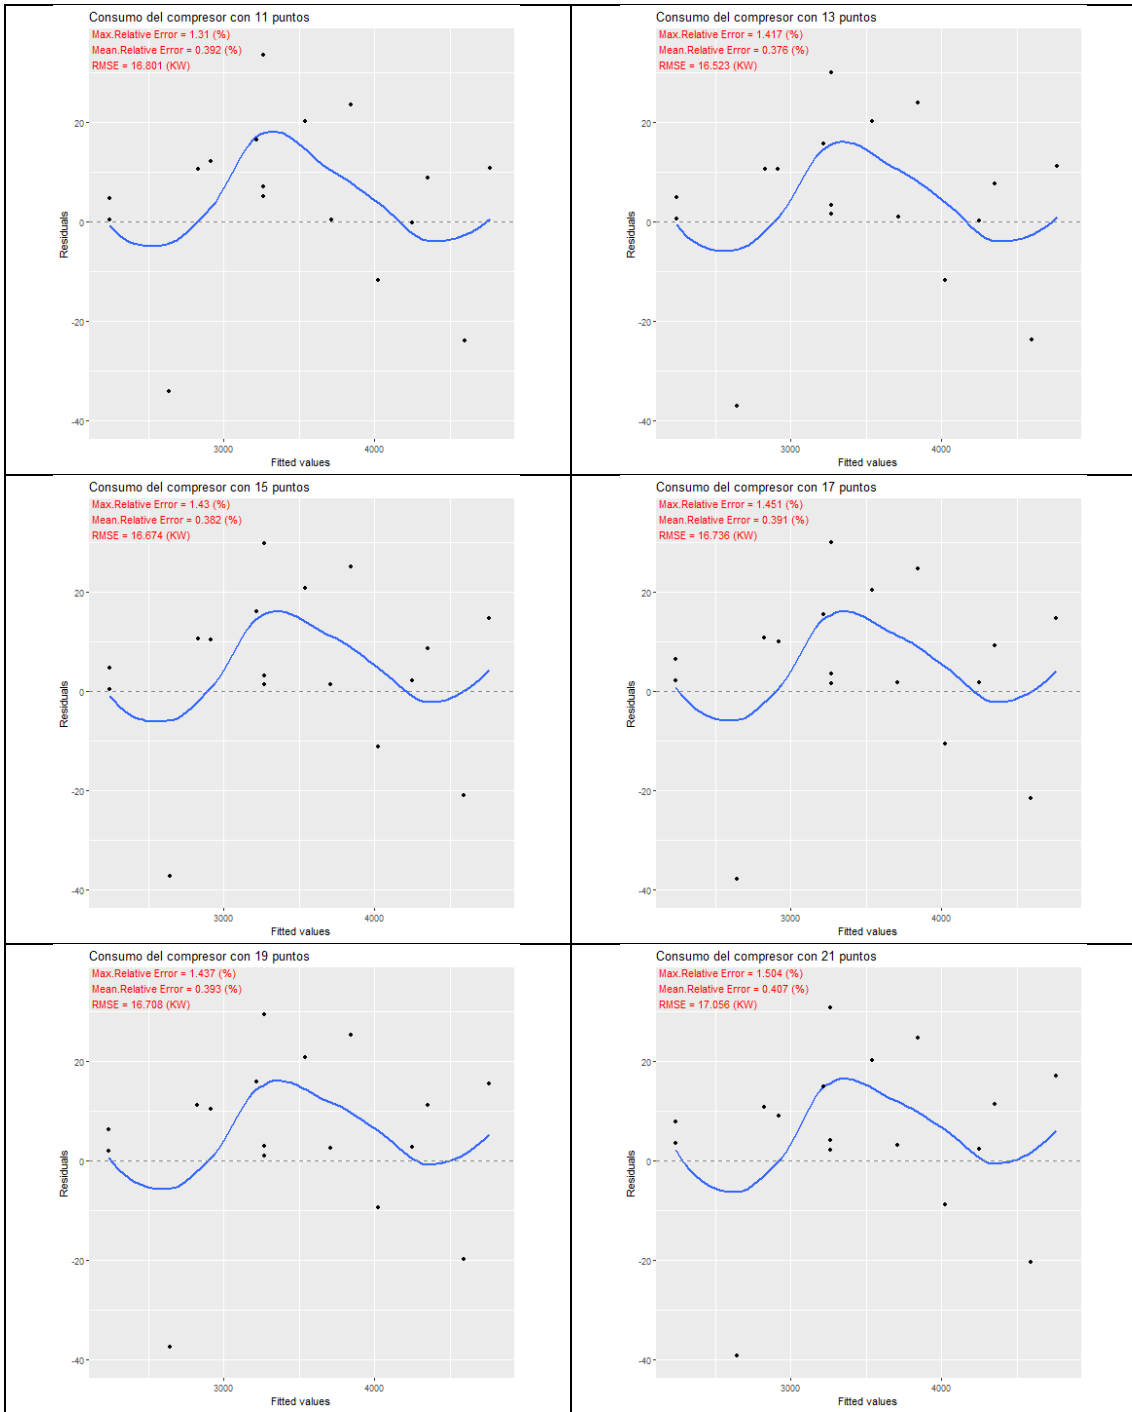 Consumo del compresor con 11 puntos
Max.Relative Error = 1.31 (%)
Mean.Relative Error = 0.392 (%)
RMSE = 16.801 (KW)
20
0
-20
-40
Residuals
3000 4000
Fitted values
Consumo del compresor con 13 puntos
Max.Relative Error = 1.417 (%)
Mean.Relative Error = 0.376 (%)
RMSE = 16.523 (KW)
20
0
-20
-40
Residuals
3000 4000
Fitted values
Consumo del compresor con 15 puntos
Max.Relative Error = 1.43 (%)
Mean.Relative Error = 0.382 (%)
RMSE = 16.674 (KW)
20
0
-20
-40
Residuals
3000 4000
Fitted values
Consumo del compresor con 17 puntos
Max.Relative Error = 1.451 (%)
Mean.Relative Error = 0.391 (%)
RMSE = 16.736 (KW)
20
0
-20
-40
Residuals
3000 4000
Fitted values
Consumo del compresor con 19 puntos
Max.Relative Error = 1.437 (%)
Mean.Relative Error = 0.393 (%)
RMSE = 16.708 (KW)
20
0
-20
-40
Residuals
3000 4000
Fitted values
Consumo del compresor con 21 puntos
Max.Relative Error = 1.504 (%)
Mean.Relative Error = 0.407 (%)
RMSE = 17.056 (KW)
20
0
-20
-40
Residuals
3000 4000
Fitted values